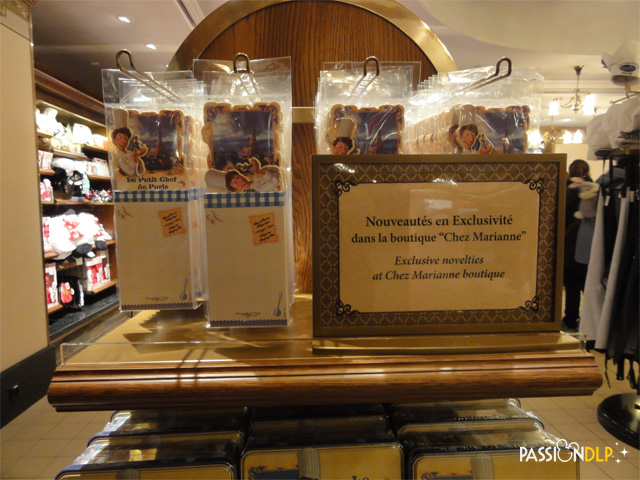 Le Petit Chef
de Paris
Nouveautés en Exclusivité
dans la boutique "Chez Marianne"
Exclusive novelties
at Chez Marianne boutique
PASSIONDLP